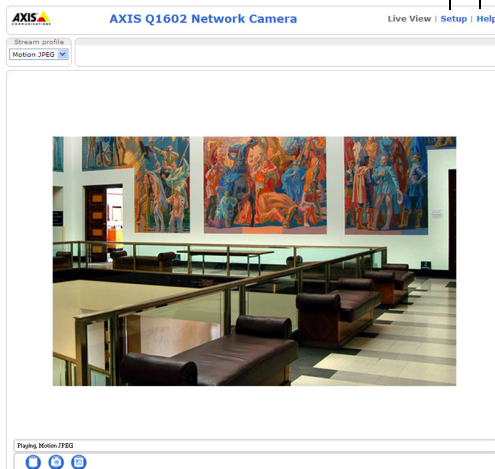 AXIS
COMMUNICATIONS
AXIS Q1602 Network Camera
Live View | Setup | Help
Stream profile
Motion JPEG
Playing, Motion JPEG